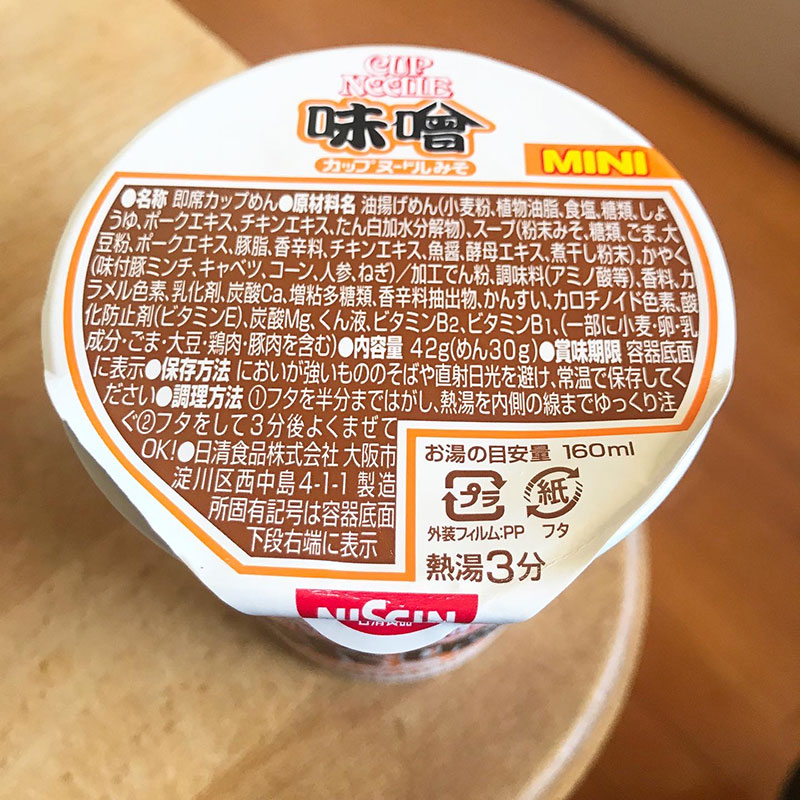 CUP
NOODLE
味噌
カップヌードルみそ
MINI
●名称 即席カップめん●原材料名 油揚げめん(小麦粉、植物油脂、食塩、糖類、しょ
うゆ、ポークエキス、チキンエキス、たん白加水分解物)、スープ(粉末みそ、糖類、ごま、大
豆粉、ポークエキス、豚脂、香辛料、チキンエキス、魚醤、酵母エキス、煮干し粉末)、かやく
(味付豚ミンチ、キャベツ、コーン、人参、ねぎ)/加工でん粉、調味料(アミノ酸等)、香料、カ
ラメル色素、乳化剤、炭酸Ca、増粘多糖類、香辛料抽出物、かんすい、カロチノイド色素、酸
化防止剤(ビタミンE)、炭酸Mg、くん液、ビタミンB2、ビタミンB1、(一部に小麦・卵・乳
成分・ごま・大豆・鶏肉・豚肉を含む)●内容量 42g(めん30g)●賞味期限 容器底面
に表示●保存方法 においが強いもののそばや直射日光を避け、常温で保存してく
ださい●調理方法 ①フタを半分まではがし、熱湯を内側の線までゆっくり注
ぐ②フタをして3分後よくまぜて
OK!●日清食品株式会社 大阪市
淀川区西中島4-1-1 製造
所固有記号は容器底面
下段右端に表示
お湯の目安量 160ml
プラ 紙
外装フィルム:PP フタ
熱湯3分
NISSIN
日清食品